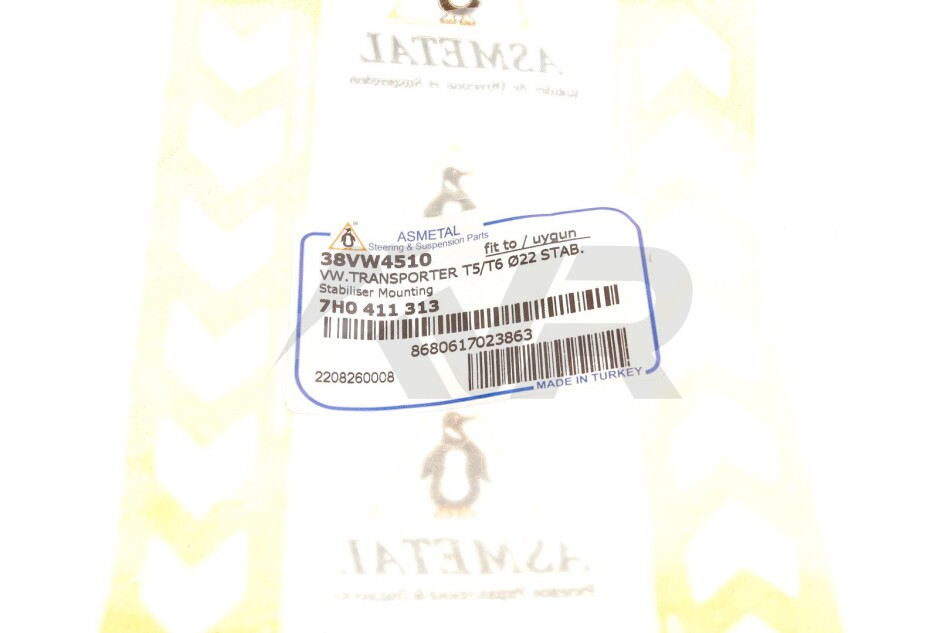 ASMETAL
ASMETAL
Steering & Suspension Parts
fit to / uygun
38VW4510
VW.TRANSPORTER T5/T6 Ø22 STAB.
Stabiliser Mounting
7H0 411 313
8680617023863
2208260008
MADE IN TURKEY
AVR
ASMETAL